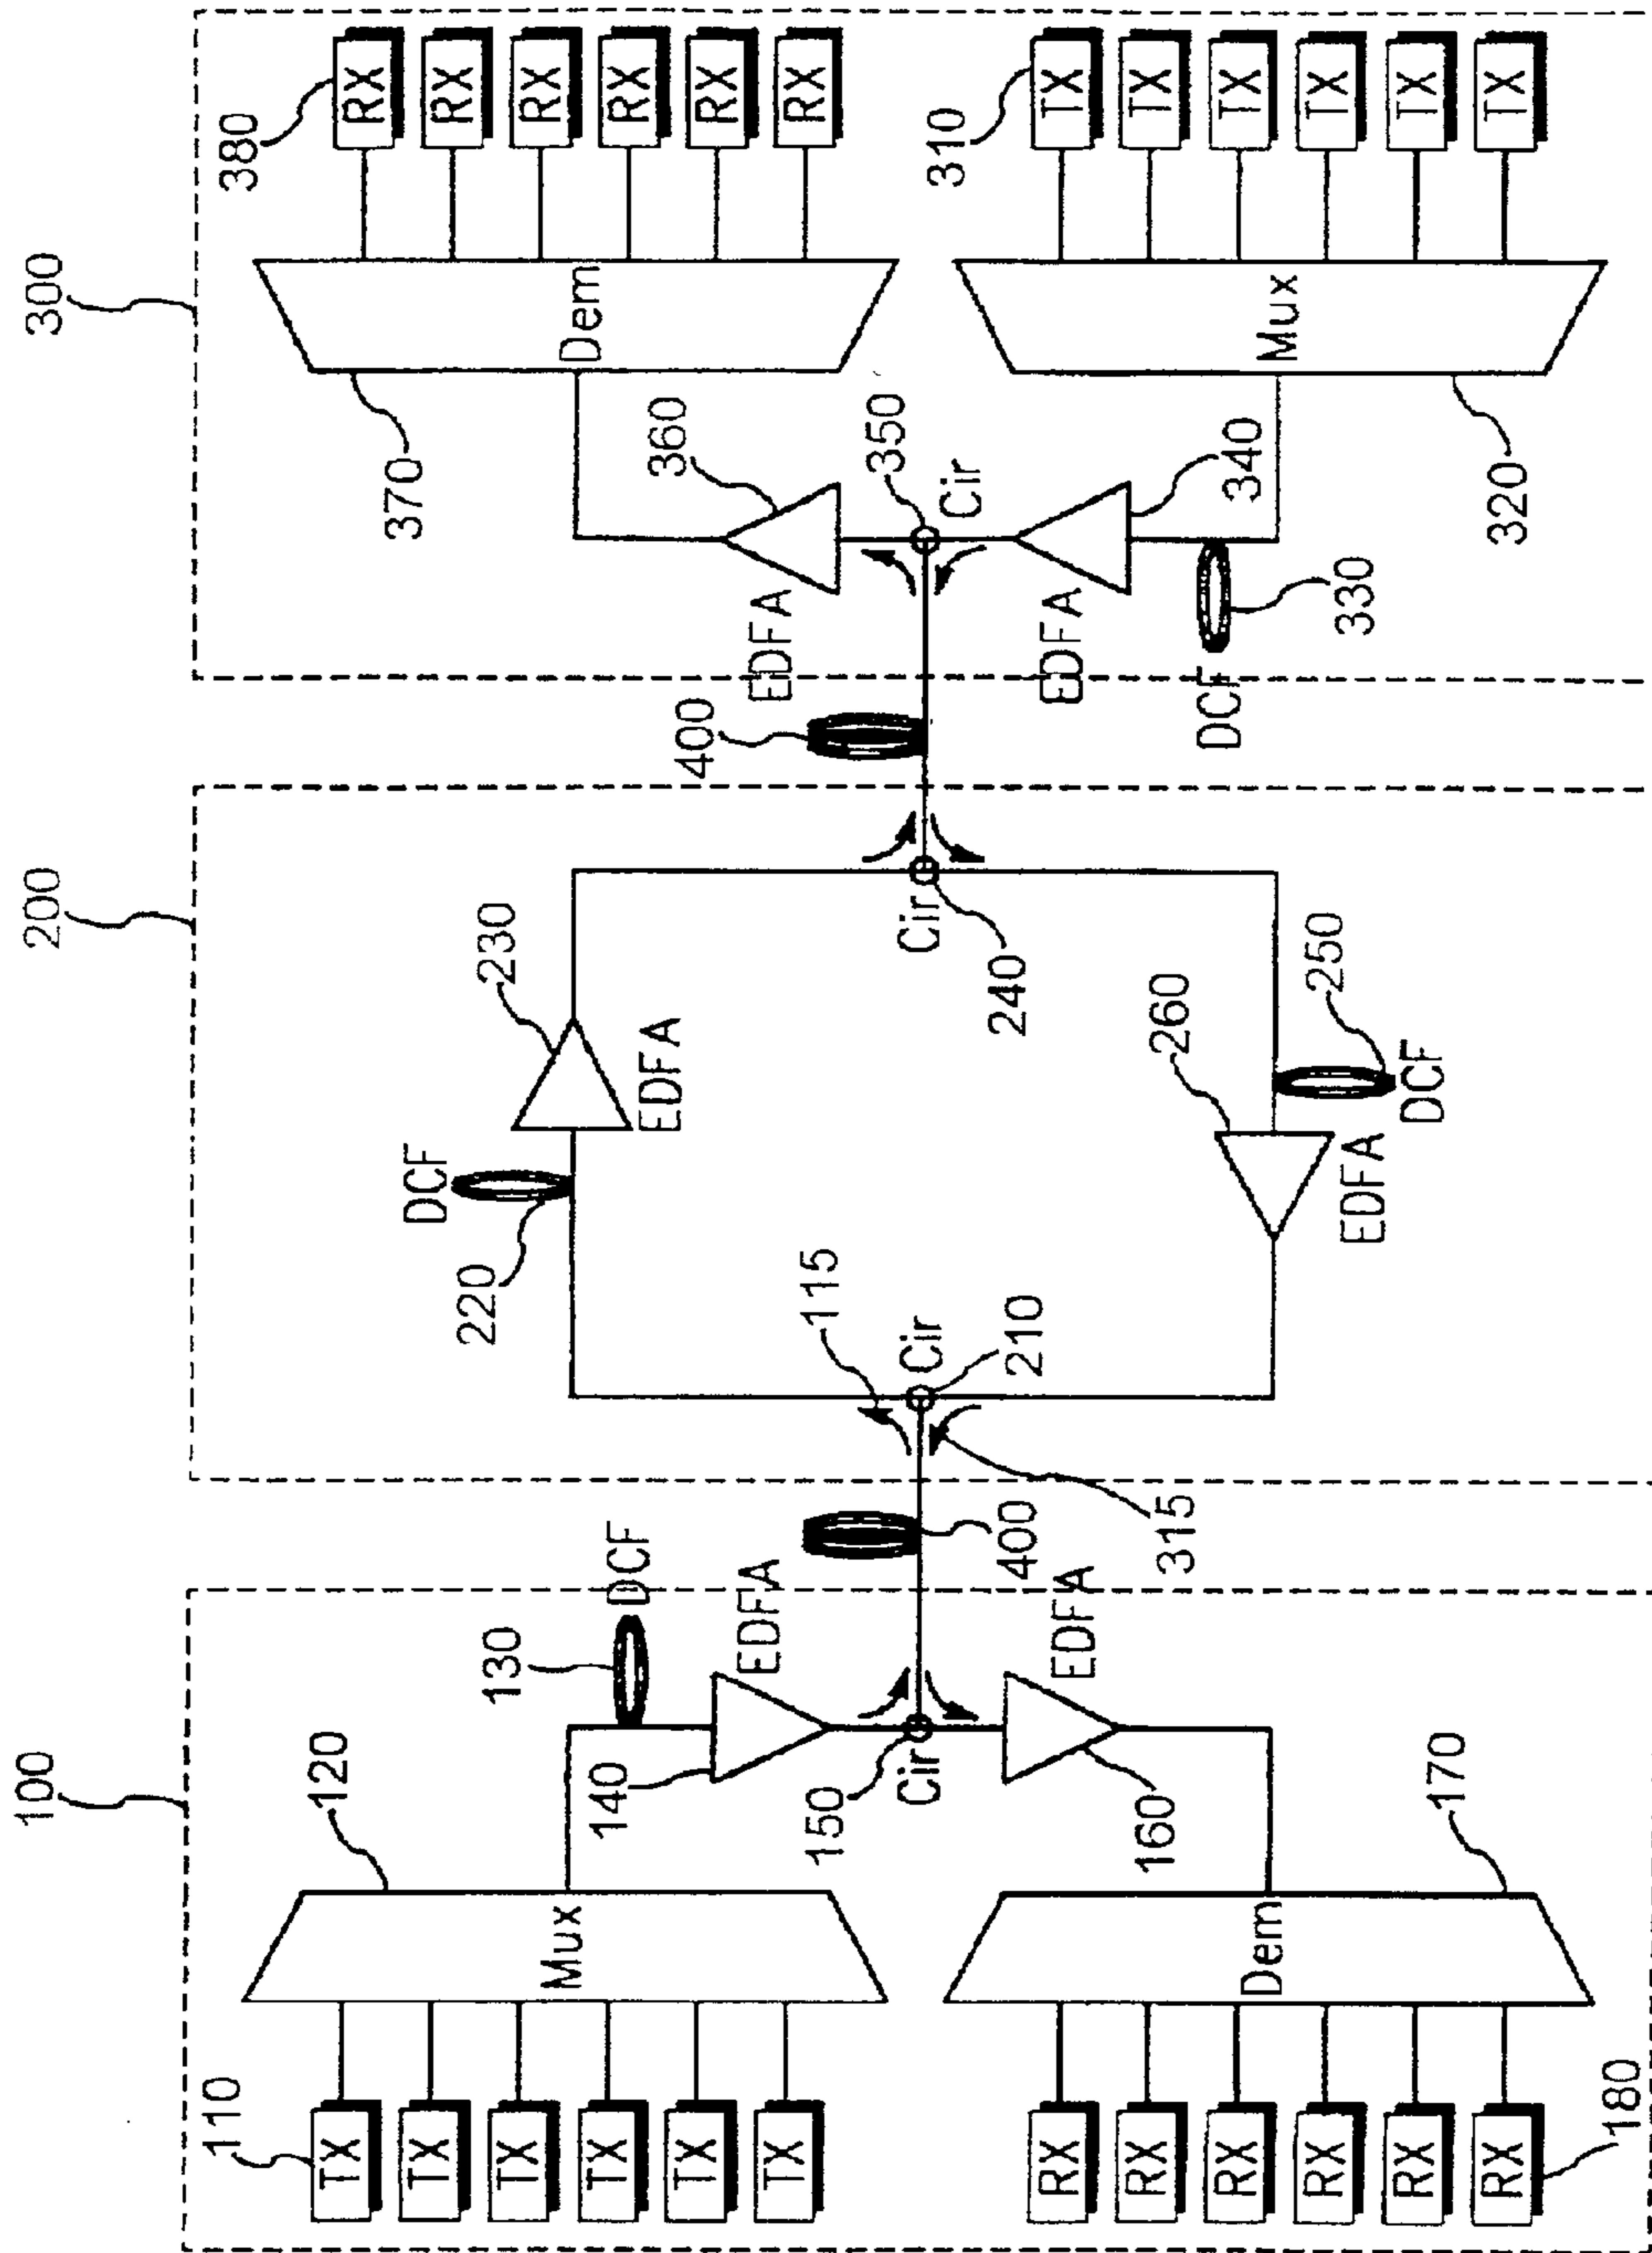 100
200
300
110
TX
TX
TX
TX
TX
TX
120
Mux
130
DCF
140
EDFA
150
Cir
160
EDFA
170
Dem
RX
RX
RX
RX
RX
RX
180
400
115
315
210
Cir
220
DCF
230
EDFA
240
Cir
250
DCF
260
EDFA
400
350
Cir
360
EDFA
370
Dem
380
RX
RX
RX
RX
RX
RX
340
EDFA
330
DCF
320
Mux
310
TX
TX
TX
TX
TX
TX